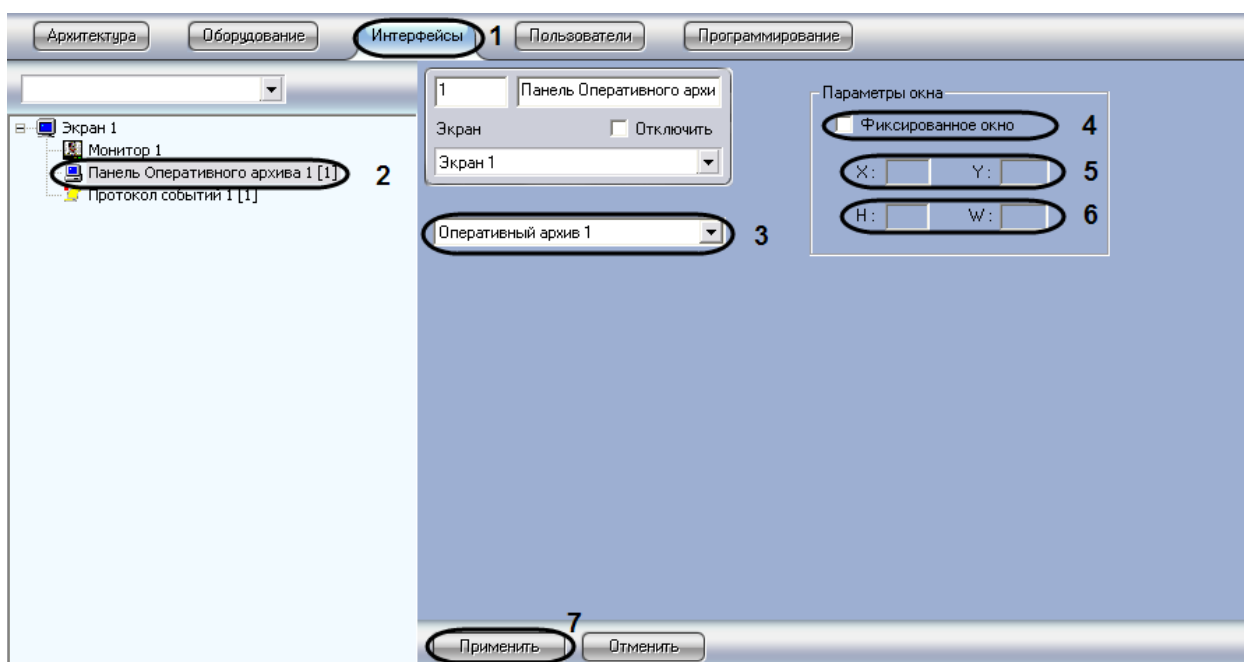 Архитектура Оборудование Интерфейсы 1 Пользователи Программирование
Экран 1
Монитор 1
Панель Оперативного архива 1 [1] 2
Протокол событий 1 [1]
1 Панель Оперативного архи
Экран Отключить
Экран 1
Оперативный архив 1 3
Параметры окна
Фиксированное окно 4
X: Y: 5
H: W: 6
7
Применить Отменить